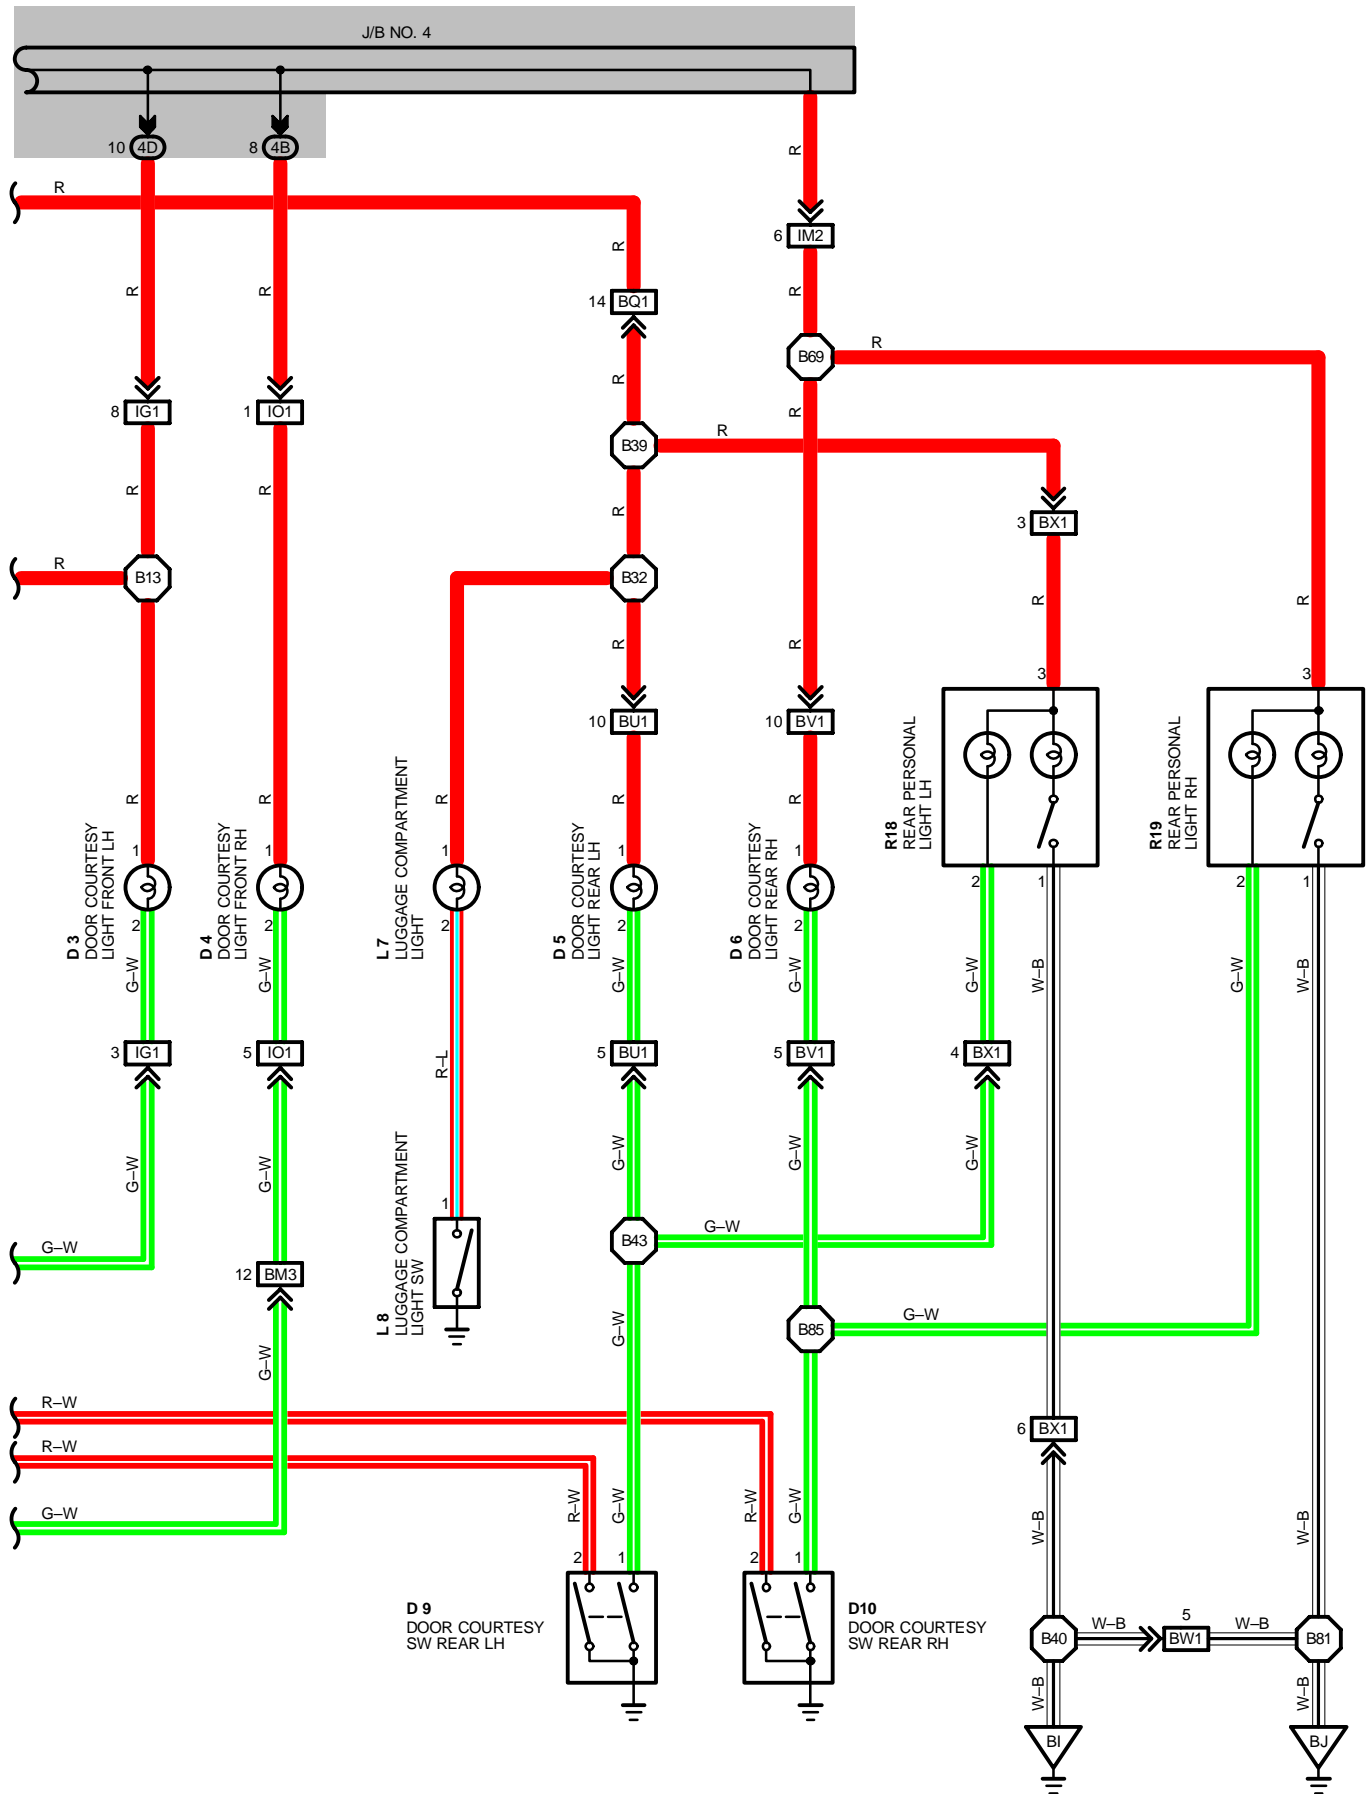 J/B NO. 4
10 4D
8 4B
R
R
R
6 IM2
R
R
R
R
14 BQ1
R
B69
R
8 IG1
1 IO1
R
R
B39
R
R
R
R
3 BX1
R
B13
B32
R
R
R
R
3
3
10 BU1
10 BV1
R
R
R
R
R
1
1
1
1
1
D 3
DOOR COURTESY
LIGHT FRONT LH
D 4
DOOR COURTESY
LIGHT FRONT RH
L 7
LUGGAGE COMPARTMENT
LIGHT
D 5
DOOR COURTESY
LIGHT REAR LH
D 6
DOOR COURTESY
LIGHT REAR RH
R18
REAR PERSONAL
LIGHT LH
R19
REAR PERSONAL
LIGHT RH
2
1
2
1
2
2
2
2
2
G–W
G–W
G–W
G–W
G–W
W–B
G–W
W–B
3 IG1
5 IO1
R–L
5 BU1
5 BV1
4 BX1
G–W
G–W
G–W
G–W
G–W
1
L 8
LUGGAGE COMPARTMENT
LIGHT SW
G–W
B43
G–W
12 BM3
G–W
G–W
B85
G–W
R–W
6 BX1
R–W
G–W
R–W
G–W
R–W
G–W
W–B
W–B
2
1
2
1
D 9
DOOR COURTESY
SW REAR LH
D10
DOOR COURTESY
SW REAR RH
B40
W–B
5
BW1
W–B
B81
W–B
W–B
BI
BJ